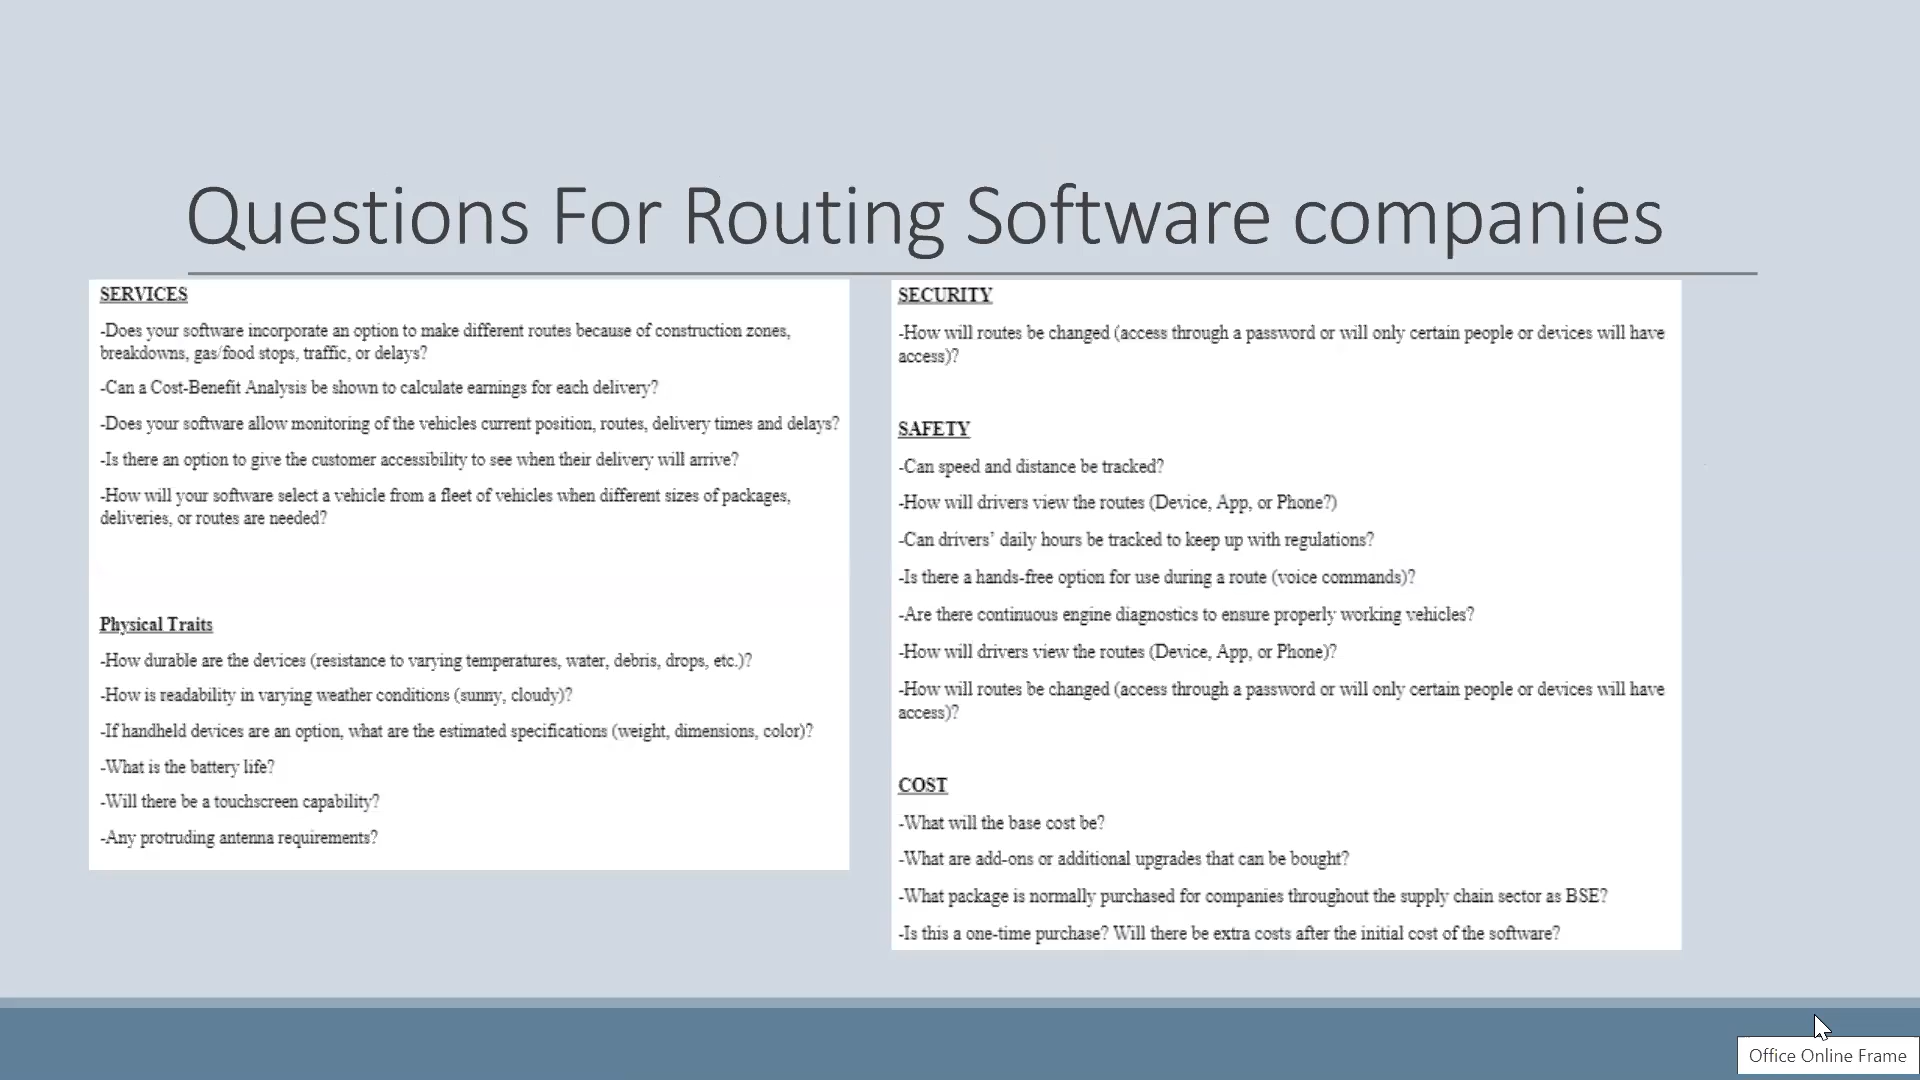 Questions For Routing Software companies
SERVICES
-Does your software incorporate an option to make different routes because of construction zones,
breakdowns, gas/food stops, traffic, or delays?
-Can a Cost-Benefit Analysis be shown to calculate earnings for each delivery?
-Does your software allow monitoring of the vehicles current position, routes, delivery times and delays?
-Is there an option to give the customer accessibility to see when their delivery will arrive?
-How will your software select a vehicle from a fleet of vehicles when different sizes of packages,
deliveries, or routes are needed?
Physical Traits
-How durable are the devices (resistance to varying temperatures, water, debris, drops, etc.)?
-How is readability in varying weather conditions (sunny, cloudy)?
-If handheld devices are an option, what are the estimated specifications (weight, dimensions, color)?
-What is the battery life?
-Will there be a touchscreen capability?
-Any protruding antenna requirements?
SECURITY
-How will routes be changed (access through a password or will only certain people or devices will have
access)?
SAFETY
-Can speed and distance be tracked?
-How will drivers view the routes (Device, App, or Phone?)
-Can drivers’ daily hours be tracked to keep up with regulations?
-Is there a hands-free option for use during a route (voice commands)?
-Are there continuous engine diagnostics to ensure properly working vehicles?
-How will drivers view the routes (Device, App, or Phone)?
-How will routes be changed (access through a password or will only certain people or devices will have
access)?
COST
-What will the base cost be?
-What are add-ons or additional upgrades that can be bought?
-What package is normally purchased for companies throughout the supply chain sector as BSE?
-Is this a one-time purchase? Will there be extra costs after the initial cost of the software?
Office Online Frame